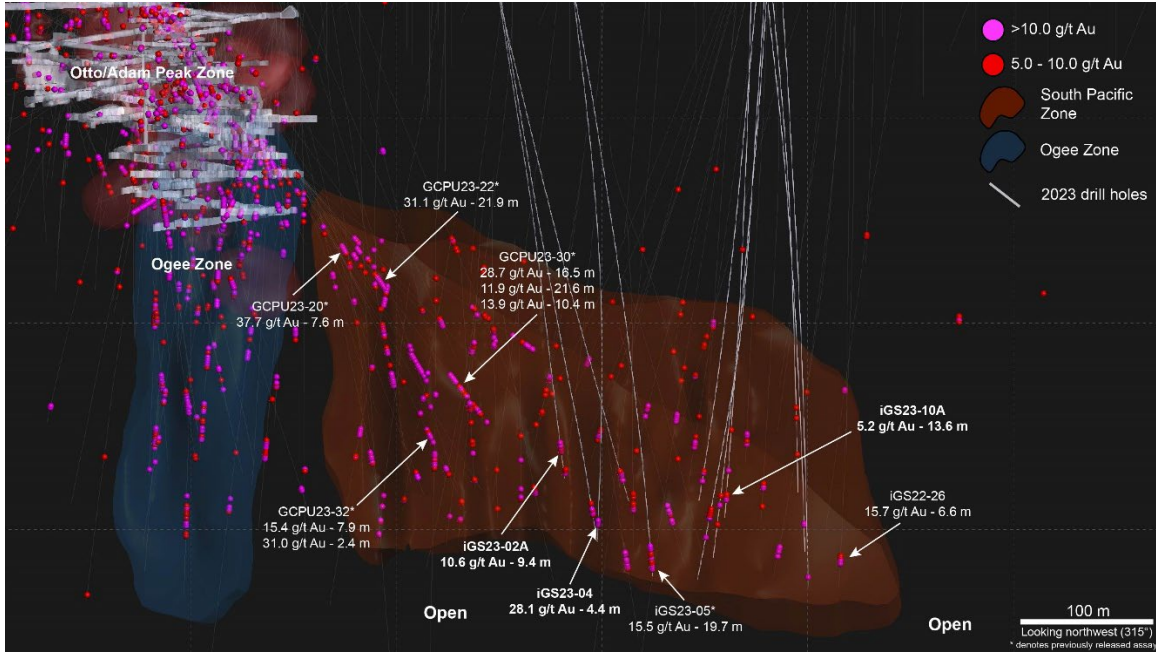 >10.0 g/t Au
5.0 - 10.0 g/t Au
South Pacific
Zone
Ogee Zone
2023 drill holes
Otto/Adam Peak Zone
GCPU23-22*
31.1 g/t Au - 21.9 m
Ogee Zone
GCPU23-30*
28.7 g/t Au - 16.5 m
11.9 g/t Au - 21.6 m
13.9 g/t Au - 10.4 m
GCPU23-20*
37.7 g/t Au - 7.6 m
iGS23-10A
5.2 g/t Au - 13.6 m
iGS22-26
15.7 g/t Au - 6.6 m
GCPU23-32*
15.4 g/t Au - 7.9 m
31.0 g/t Au - 2.4 m
iGS23-02A
10.6 g/t Au - 9.4 m
iGS23-04
28.1 g/t Au - 4.4 m
iGS23-05*
15.5 g/t Au - 19.7 m
Open
Open
100 m
Looking northwest (315°)
* denotes previously released assay